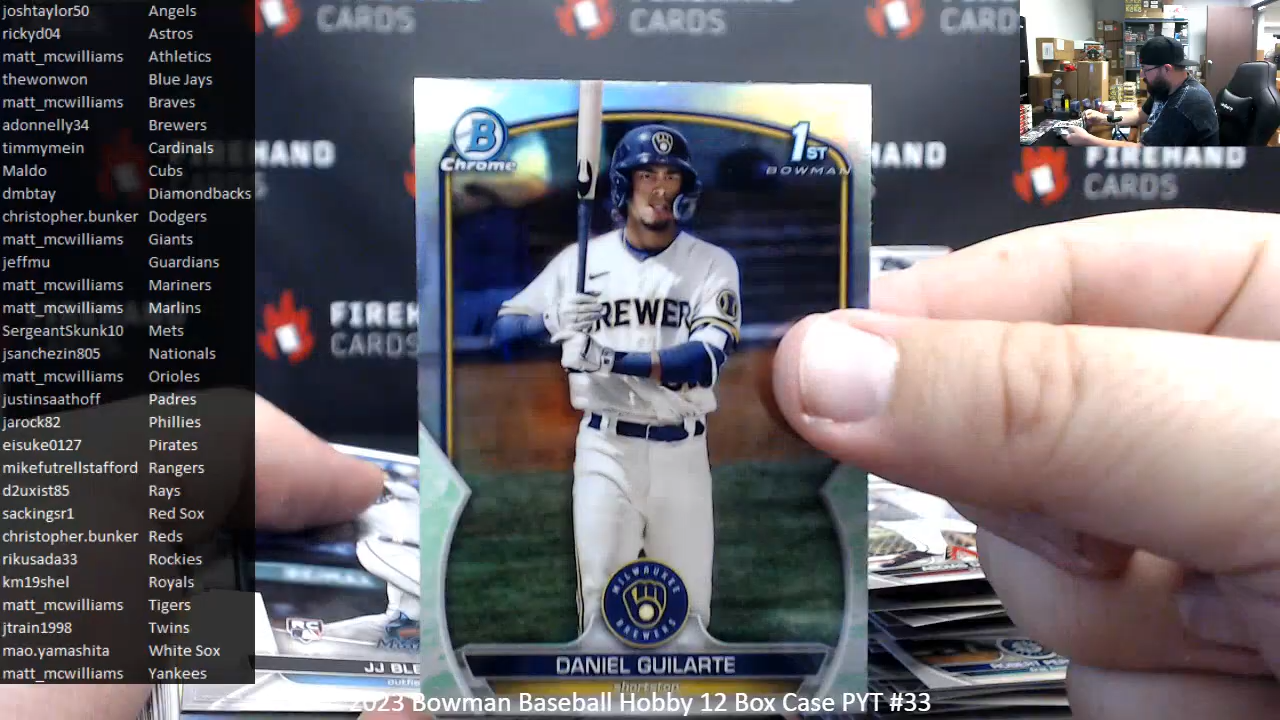 joshtaylor50 Angels
rickyd04 Astros
matt_mcwilliams Athletics
thewonwon Blue Jays
matt_mcwilliams Braves
adonnelly34 Brewers
timmymein Cardinals
Maldo Cubs
dmbtay Diamondbacks
christopher.bunker Dodgers
matt_mcwilliams Giants
jeffmu Guardians
matt_mcwilliams Mariners
matt_mcwilliams Marlins
SergeantSkunk10 Mets
jsanchezin805 Nationals
matt_mcwilliams Orioles
justinsaathoff Padres
jarock82 Phillies
eisuke0127 Pirates
mikefutrellstafford Rangers
d2uxist85 Rays
sackingsr1 Red Sox
christopher.bunker Reds
rikusada33 Rockies
km19shel Royals
matt_mcwilliams Tigers
jtrain1998 Twins
mao.yamashita White Sox
matt_mcwilliams Yankees
FIREHAND
CARDS
FIREHAND
CARDS
CARDS
FIREHAND
CARDS
B
Chrome
1ST
BOWMAN
REWER
MILWAUKEE
BREWERS
DANIEL GUILARTE
shortstop
RC
JJ BLE
2023 Bowman Baseball Hobby 12 Box Case PYT #33